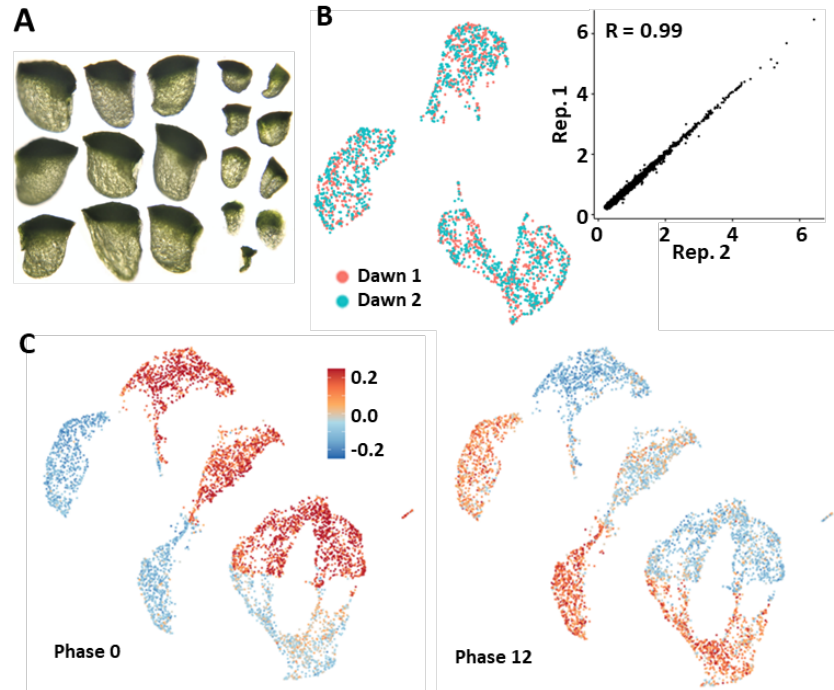 A
B
R = 0.99
6
4
2
0
Rep. 1
0
2
4
6
Rep. 2
Dawn 1
Dawn 2
C
0.2
0.0
-0.2
Phase 0
Phase 12